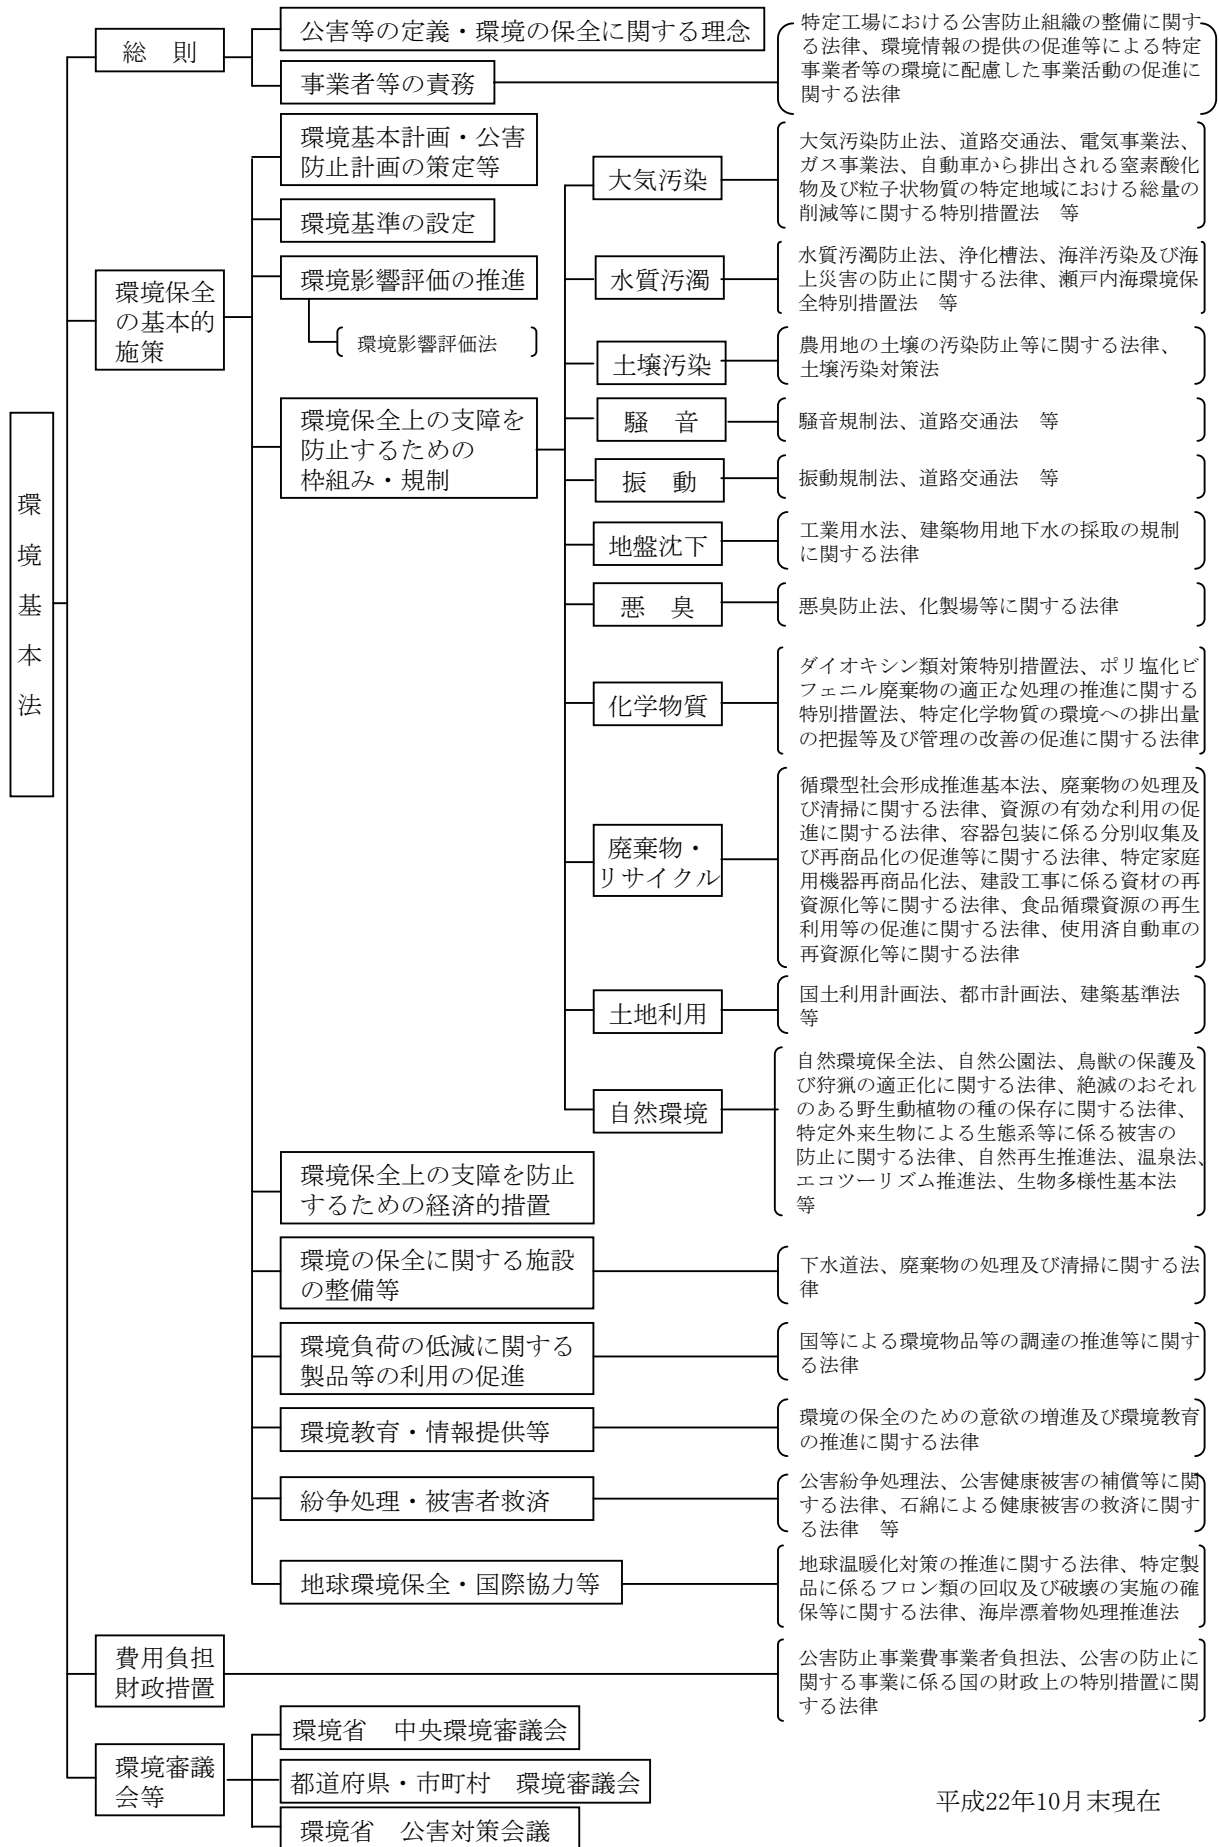 環境基本法
総　則
公害等の定義・環境の保全に関する理念
事業者等の責務
特定工場における公害防止組織の整備に関す
る法律、環境情報の提供の促進等による特定
事業者等の環境に配慮した事業活動の促進に
関する法律
環境保全
の基本的
施策
環境基本計画・公害
防止計画の策定等
環境基準の設定
環境影響評価の推進
環境影響評価法
環境保全上の支障を
防止するための
枠組み・規制
大気汚染
大気汚染防止法、道路交通法、電気事業法、
ガス事業法、自動車から排出される窒素酸化
物及び粒子状物質の特定地域における総量の
削減等に関する特別措置法　等
水質汚濁
水質汚濁防止法、浄化槽法、海洋汚染及び海
上災害の防止に関する法律、瀬戸内海環境保
全特別措置法　等
土壌汚染
農用地の土壌の汚染防止等に関する法律、
土壌汚染対策法
騒　音
騒音規制法、道路交通法　等
振　動
振動規制法、道路交通法　等
地盤沈下
工業用水法、建築物用地下水の採取の規制
に関する法律
悪　臭
悪臭防止法、化製場等に関する法律
化学物質
ダイオキシン類対策特別措置法、ポリ塩化ビ
フェニル廃棄物の適正な処理の推進に関する
特別措置法、特定化学物質の環境への排出量
の把握等及び管理の改善の促進に関する法律
廃棄物・
リサイクル
循環型社会形成推進基本法、廃棄物の処理及
び清掃に関する法律、資源の有効な利用の促
進に関する法律、容器包装に係る分別収集及
び再商品化の促進等に関する法律、特定家庭
用機器再商品化法、建設工事に係る資材の再
資源化等に関する法律、食品循環資源の再生
利用等の促進に関する法律、使用済自動車の
再資源化等に関する法律
土地利用
国土利用計画法、都市計画法、建築基準法
等
自然環境
自然環境保全法、自然公園法、鳥獣の保護及
び狩猟の適正化に関する法律、絶滅のおそれ
のある野生動植物の種の保存に関する法律、
特定外来生物による生態系等に係る被害の
防止に関する法律、自然再生推進法、温泉法、
エコツーリズム推進法、生物多様性基本法
等
環境保全上の支障を防止
するための経済的措置
環境の保全に関する施設
の整備等
下水道法、廃棄物の処理及び清掃に関する法
律
環境負荷の低減に関する
製品等の利用の促進
国等による環境物品等の調達の推進等に関す
る法律
環境教育・情報提供等
環境の保全のための意欲の増進及び環境教育
の推進に関する法律
紛争処理・被害者救済
公害紛争処理法、公害健康被害の補償等に関
する法律、石綿による健康被害の救済に関す
る法律　等
地球環境保全・国際協力等
地球温暖化対策の推進に関する法律、特定製
品に係るフロン類の回収及び破壊の実施の確
保等に関する法律、海岸漂着物処理推進法
費用負担
財政措置
公害防止事業費事業者負担法、公害の防止に
関する事業に係る国の財政上の特別措置に関
する法律
環境審議
会等
環境省　中央環境審議会
都道府県・市町村　環境審議会
環境省　公害対策会議
平成22年10月末現在